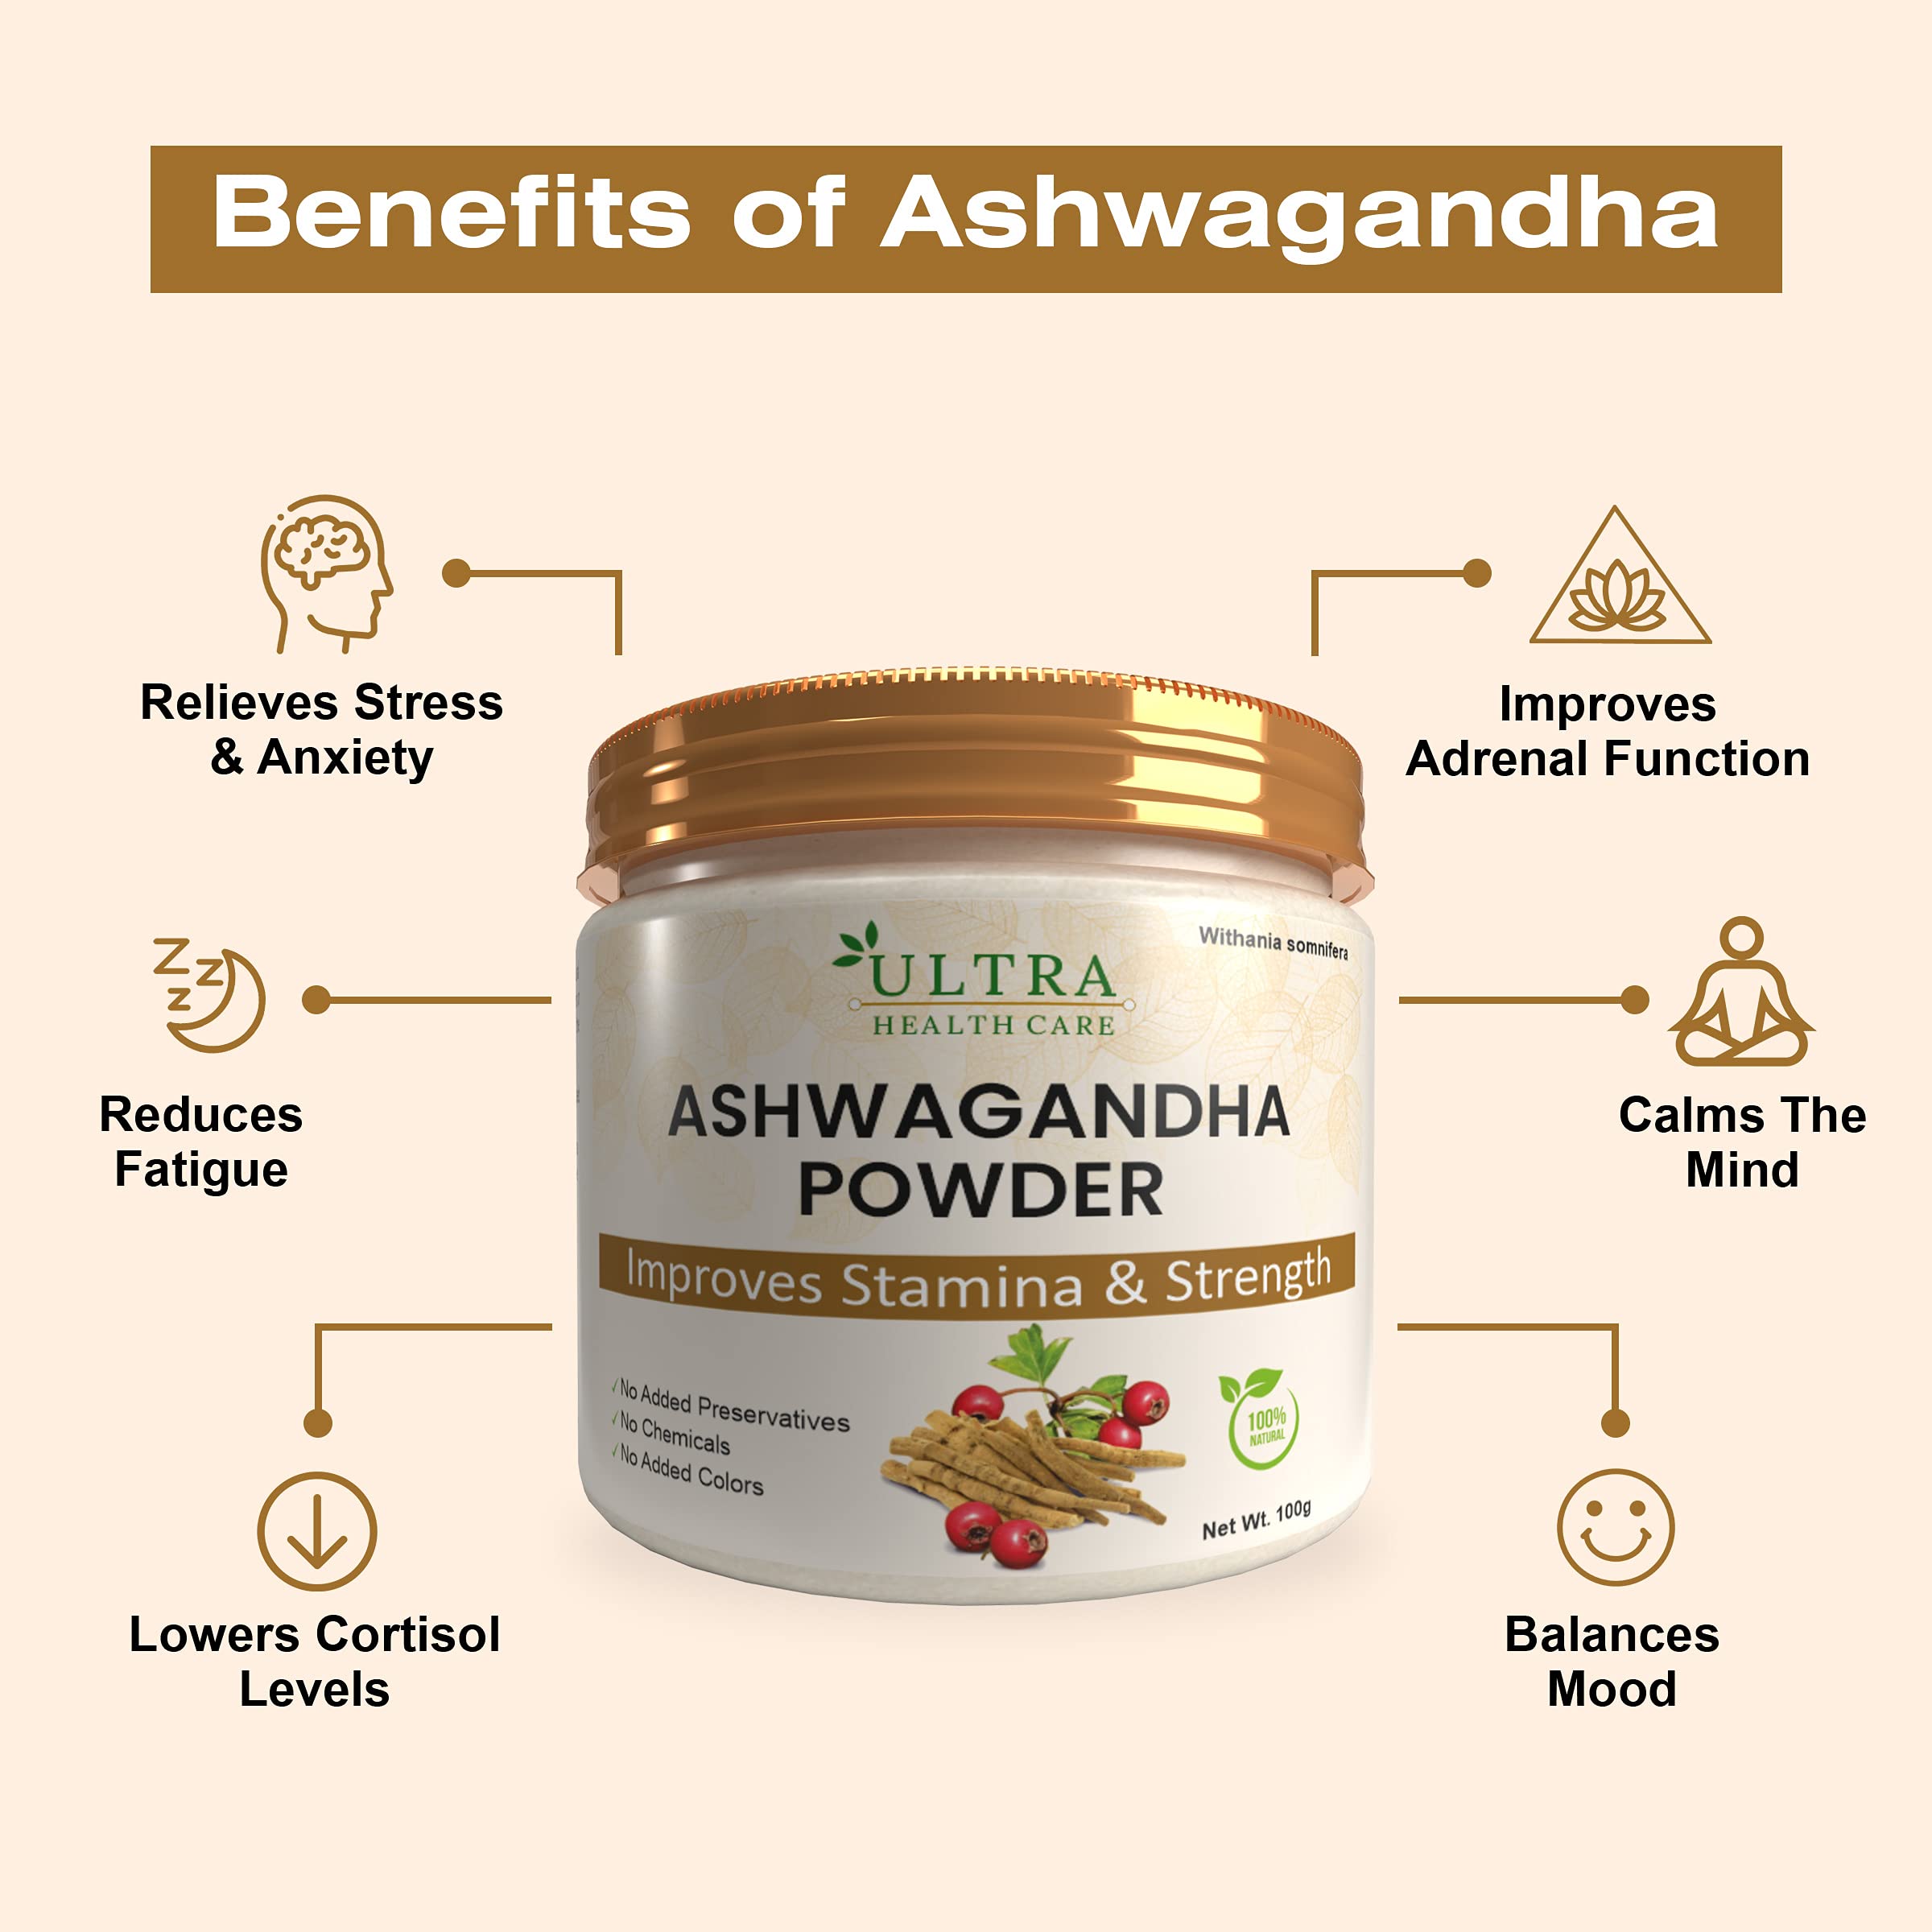 Benefits of Ashwagandha
Relieves Stress
& Anxiety
Improves
Adrenal Function
Reduces
Fatigue
Calms The
Mind
Lowers Cortisol
Levels
Balances
Mood
ULTRA
HEALTH CARE
Withania somnifera
ASHWAGANDHA
POWDER
Improves Stamina & Strength
✓No Added Preservatives
✓No Chemicals
✓No Added Colors
100%
NATURAL
Net Wt. 100g